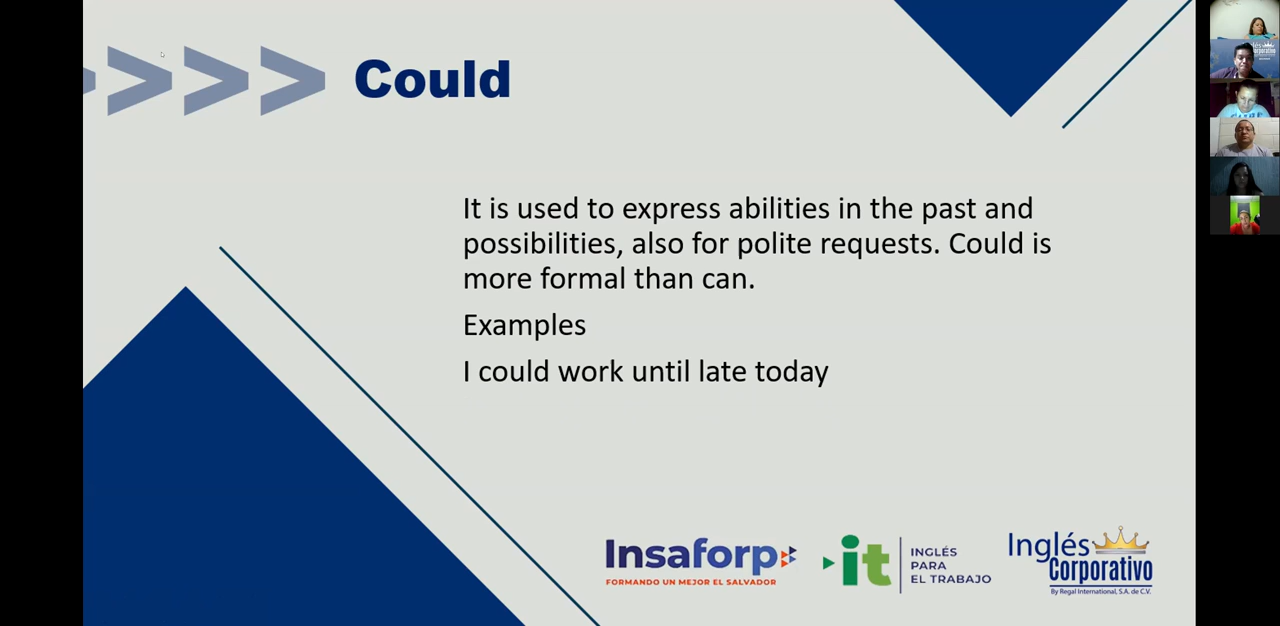 Could
It is used to express abilities in the past and
possibilities, also for polite requests. Could is
more formal than can.
Examples
I could work until late today
Insaforp
FORMANDO UN MEJOR EL SALVADOR
it
INGLÉS
PARA
EL TRABAJO
Inglés
Corporativo
By Regal International, S.A. de C.V.